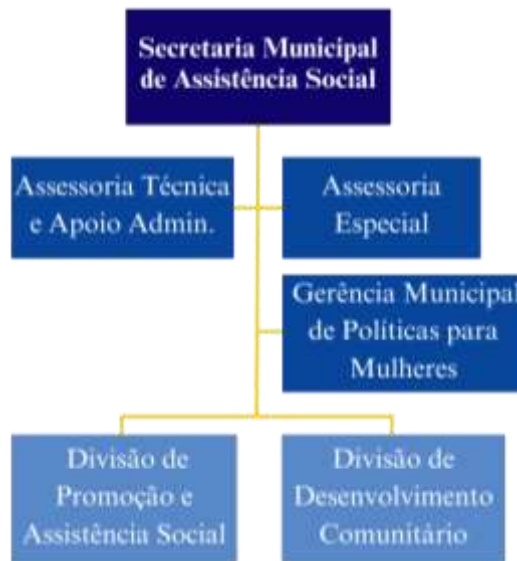 Secretaria Municipal
de Assistência Social
Assessoria Técnica
e Apoio Admin.
Assessoria
Especial
Gerência Municipal
de Políticas para
Mulheres
Divisão de
Promoção e
Assistência Social
Divisão de
Desenvolvimento
Comunitário